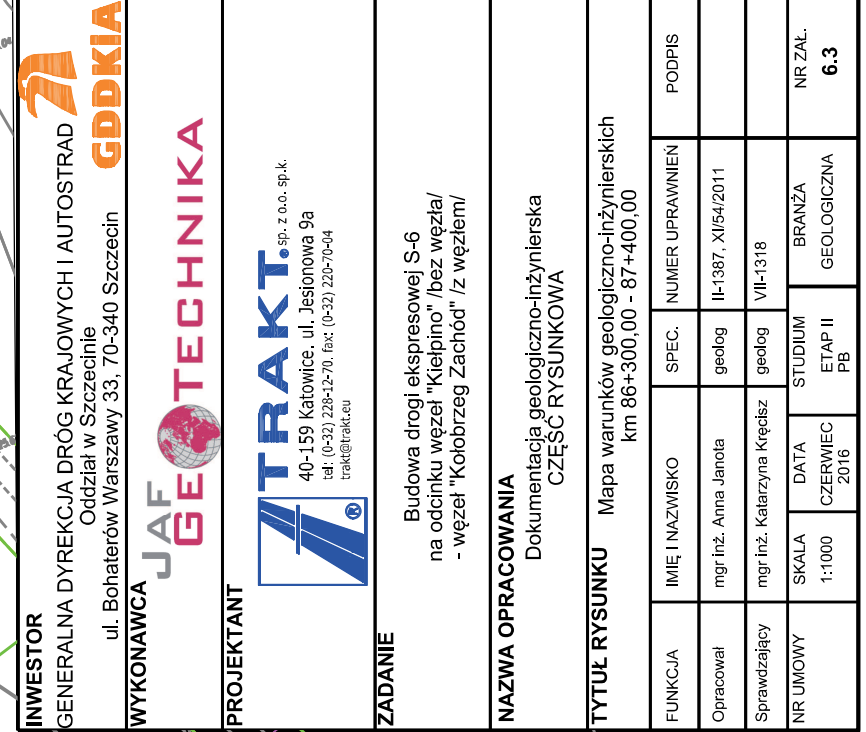 INWESTOR
GENERALNA DYREKCJA DRÓG KRAJOWYCH I AUTOSTRAD
Oddział w Szczecinie
ul. Bohaterów Warszawy 33, 70-340 Szczecin
GDDKIA
WYKONAWCA
JAF
GEOTECHNIKA
PROJEKTANT
TRAKT® sp. z o.o. sp.k.
40-159 Katowice. ul. Jesionowa 9a
tel: (0-32) 228-12-70. fax: (0-32) 220-70-04
trakt@trakt.eu
®
ZADANIE
Budowa drogi ekspresowej S-6
na odcinku węzeł "Kiełpino" /bez węzła/
- węzeł "Kołobrzeg Zachód" /z węzłem/
NAZWA OPRACOWANIA
Dokumentacja geologiczno-inżynierska
CZĘŚĆ RYSUNKOWA
TYTUŁ RYSUNKU Mapa warunków geologiczno-inżynierskich
km 86+300,00 - 87+400,00
FUNKCJA IMIĘ I NAZWISKO SPEC. NUMER UPRAWNIEŃ PODPIS
Opracował mgr inż. Anna Janota geolog II-1387, XI/54/2011
Sprawdzający mgr inż. Katarzyna Kręcisz geolog VII-1318
NR UMOWY SKALA DATA STUDIUM BRANŻA NR ZAŁ.
1:1000 CZERWIEC ETAP II GEOLOGICZNA 6.3
2016 PB